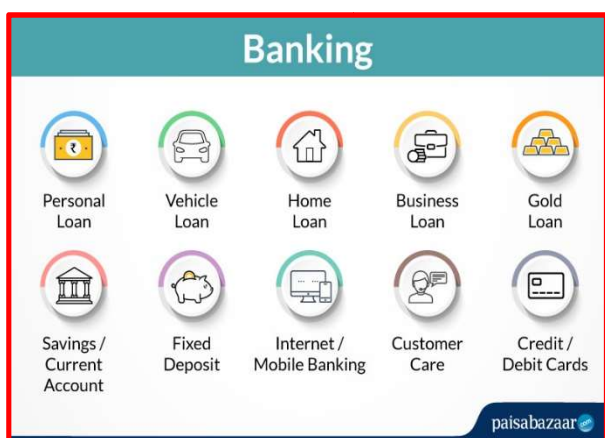 Banking
₹
Personal
Loan
Vehicle
Loan
Home
Loan
Business
Loan
Gold
Loan
Savings /
Current
Account
Fixed
Deposit
Internet /
Mobile Banking
Customer
Care
Credit /
Debit Cards
paisabazaar.com